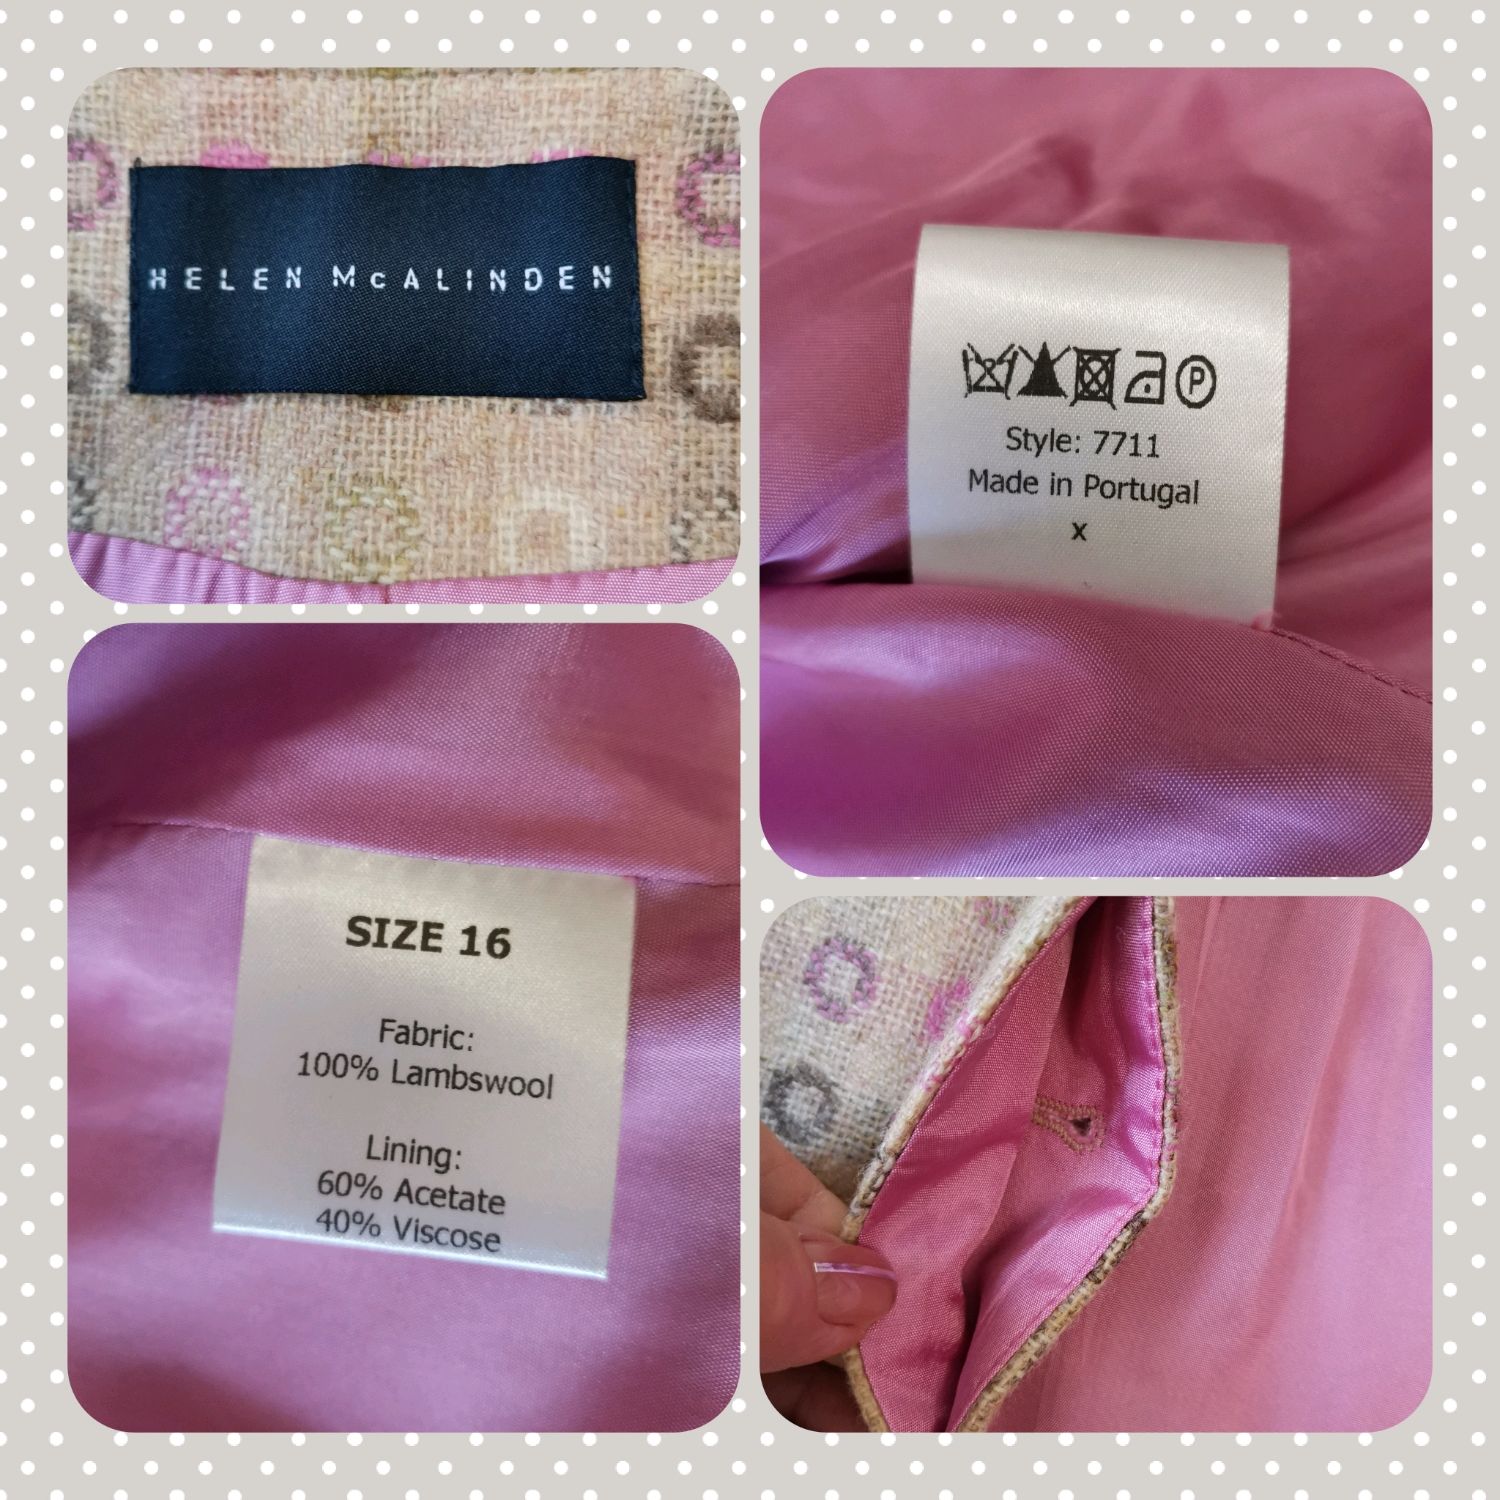 HELEN McALINDEN
P
Style: 7711
Made in Portugal
x
SIZE 16
Fabric:
100% Lambswool
Lining:
60% Acetate
40% Viscose